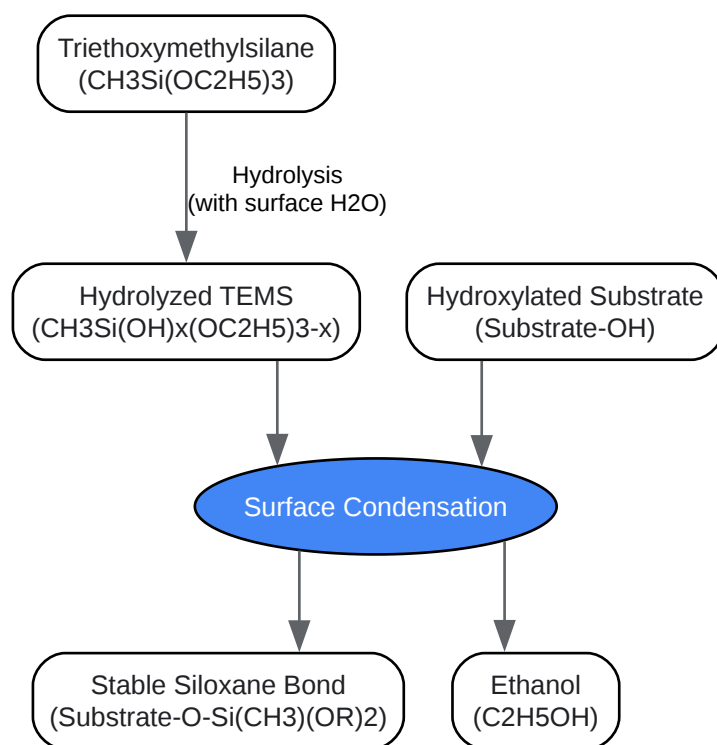 Triethoxymethylsilane
(CH3Si(OC2H5)3)
Hydrolysis
(with surface H2O)
Hydrolyzed TEMS
(CH3Si(OH)x(OC2H5)3-x)
Hydroxylated Substrate
(Substrate-OH)
Surface Condensation
Stable Siloxane Bond
(Substrate-O-Si(CH3)(OR)2)
Ethanol
(C2H5OH)